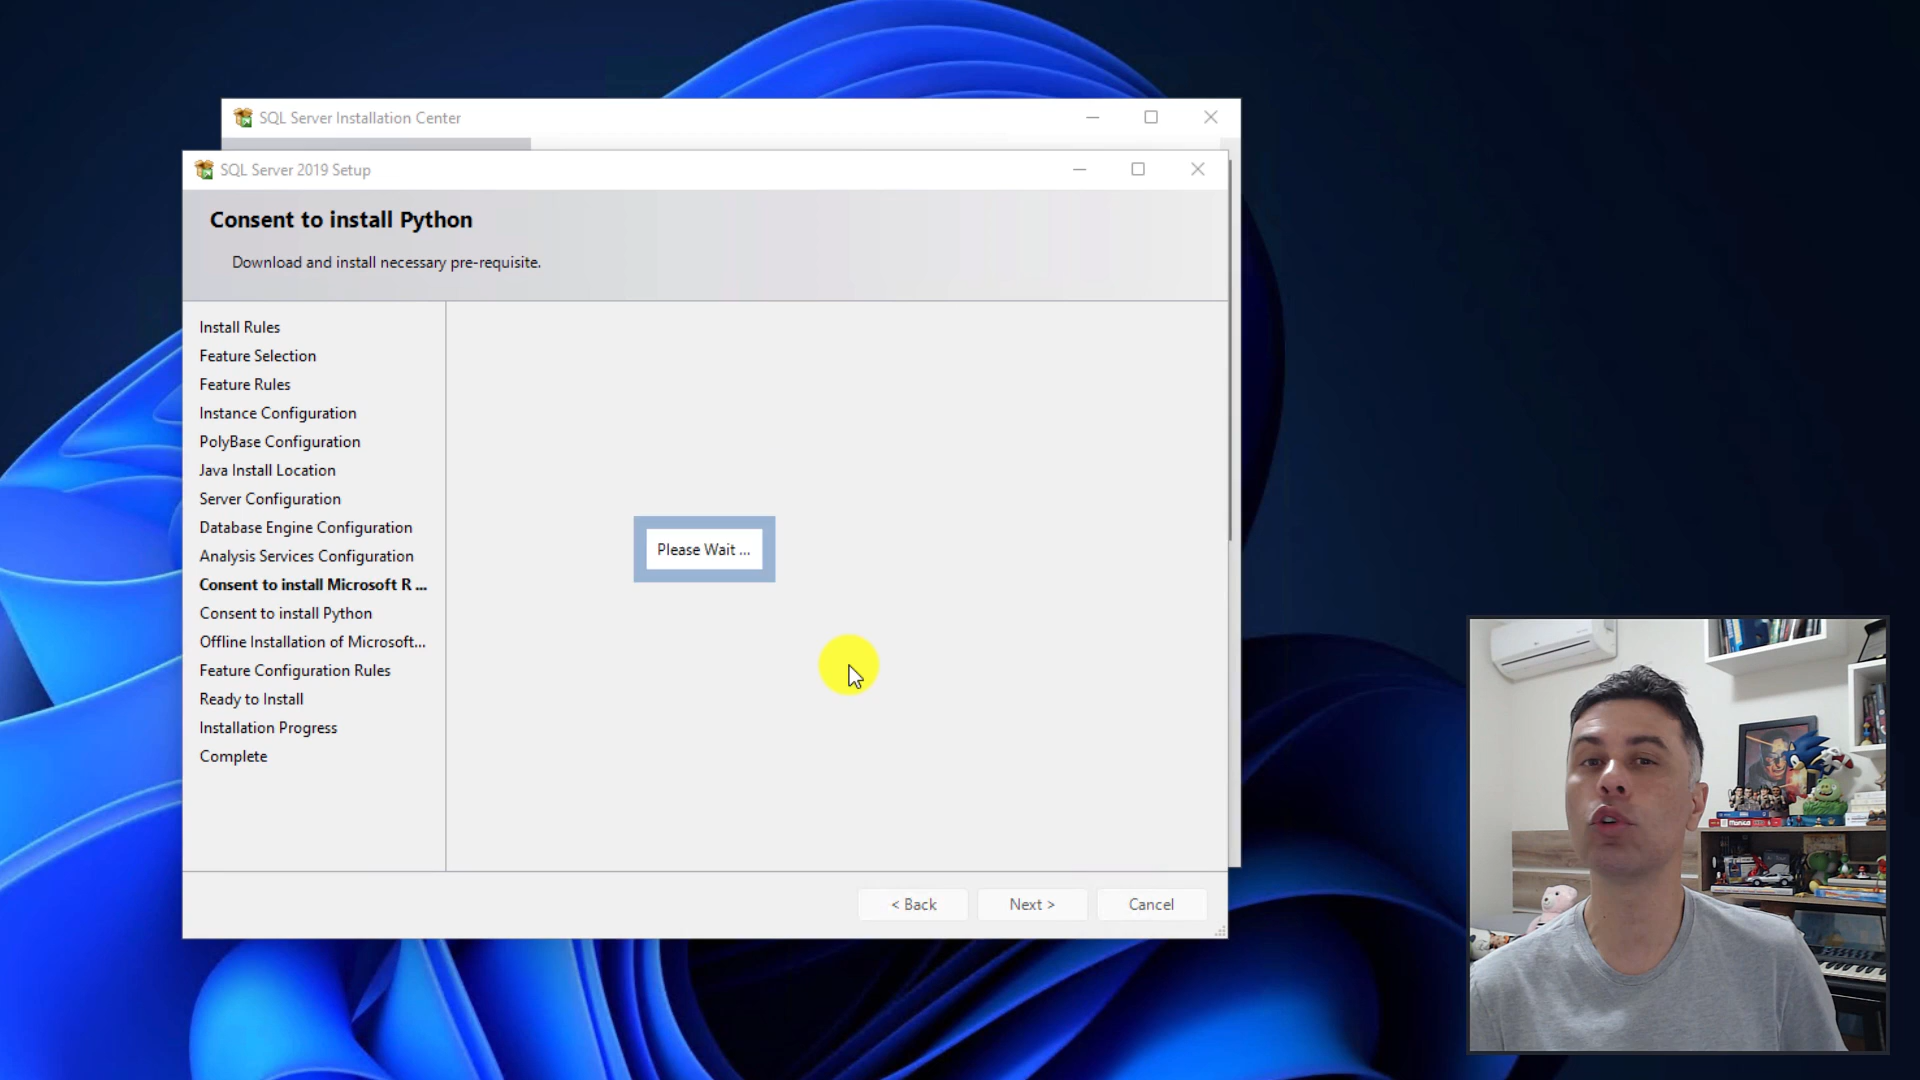 SQL Server Installation Center
SQL Server 2019 Setup
Consent to install Python
Download and install necessary pre-requisite.
Install Rules
Feature Selection
Feature Rules
Instance Configuration
PolyBase Configuration
Java Install Location
Server Configuration
Database Engine Configuration
Analysis Services Configuration
Consent to install Microsoft R ...
Consent to install Python
Offline Installation of Microsoft...
Feature Configuration Rules
Ready to Install
Installation Progress
Complete
Please Wait ...
< Back
Next >
Cancel